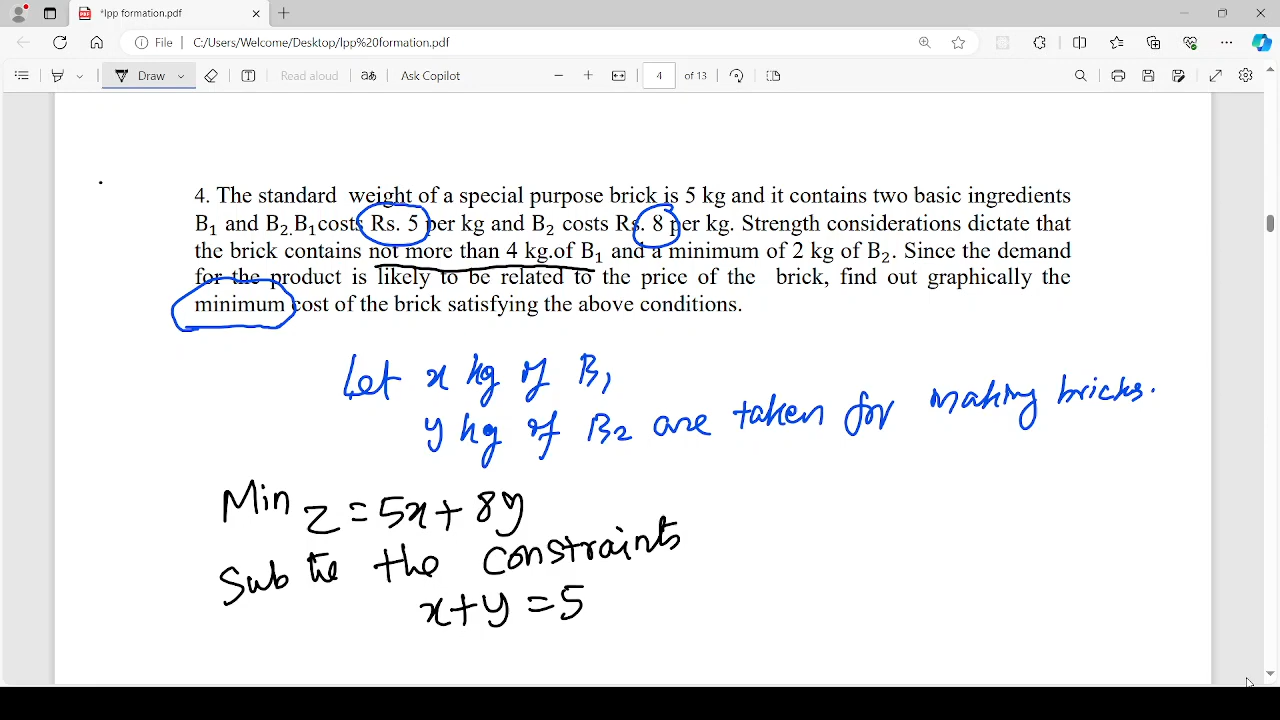 *lpp formation.pdf
File C:/Users/Welcome/Desktop/lpp%20formation.pdf
Draw Read aloud Ask Copilot 4 of 13
4. The standard weight of a special purpose brick is 5 kg and it contains two basic ingredients
B₁ and B₂.B₁costs Rs. 5 per kg and B₂ costs Rs. 8 per kg. Strength considerations dictate that
the brick contains not more than 4 kg.of B₁ and a minimum of 2 kg of B₂. Since the demand
for the product is likely to be related to the price of the brick, find out graphically the
minimum cost of the brick satisfying the above conditions.
Let x kg of B₁
y kg of B₂ are taken for making bricks.
Min Z = 5x + 8y
Sub the constraints
x + y = 5